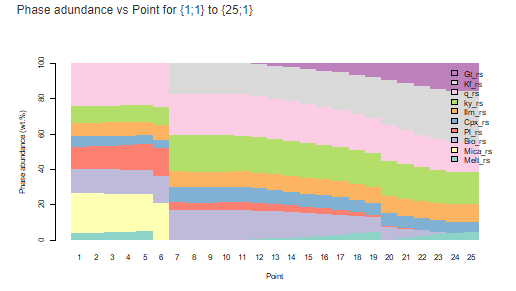 Phase adundance vs Point for {1;1} to {25;1}
100
80
60
40
20
0
Phase abundance (wt.%)
Gt_rs
Kf_rs
q_rs
ky_rs
Ilm_rs
Cpx_rs
Pl_rs
Bio_rs
Mica_rs
Melt_rs
1 2 3 4 5 6 7 8 9 10 11 12 13 14 15 16 17 18 19 20 21 22 23 24 25
Point